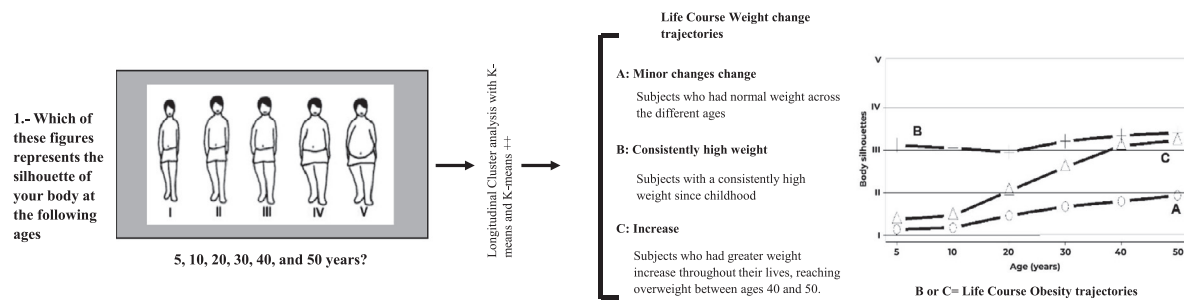 1.- Which of
these figures
represents the
silhouette of
your body at
the following
ages
I II III IV V
5, 10, 20, 30, 40, and 50 years?
Longitudinal Cluster analysis with K-
means and K-means ++
Life Course Weight change
trajectories
A: Minor changes change
Subjects who had normal weight across
the different ages
B: Consistently high weight
Subjects with a consistently high
weight since childhood
C: Increase
Subjects who had greater weight
increase throughout their lives, reaching
overweight between ages 40 and 50.
Body silhouettes
V
IV
III
II
I
B
C
A
5 10 20 30 40 50
Age (years)
B or C= Life Course Obesity trajectories